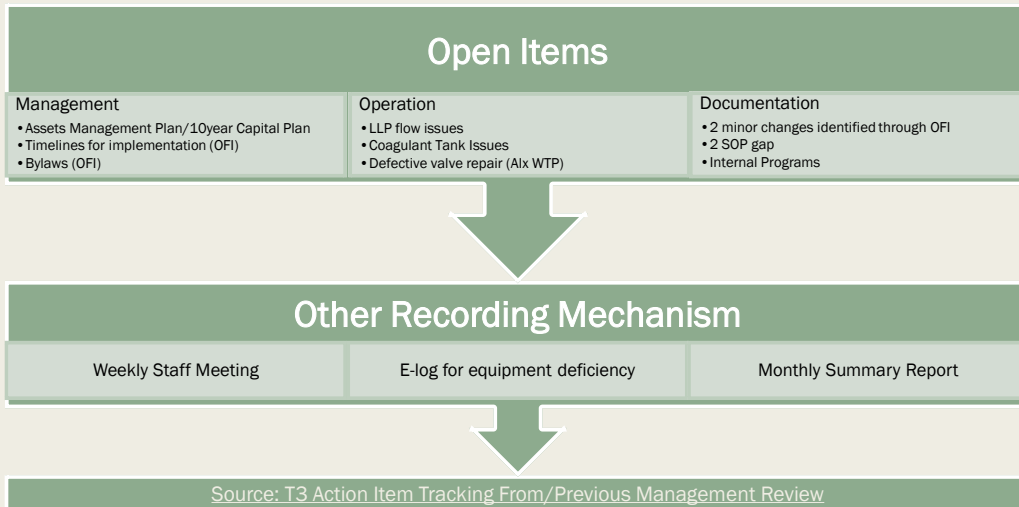 Open Items
Management
•Assets Management Plan/10year Capital Plan
•Timelines for implementation (OFI)
•Bylaws (OFI)
Operation
•LLP flow issues
•Coagulant Tank Issues
•Defective valve repair (Alx WTP)
Documentation
•2 minor changes identified through OFI
•2 SOP gap
•Internal Programs
Other Recording Mechanism
Weekly Staff Meeting
E-log for equipment deficiency
Monthly Summary Report
Source: T3 Action Item Tracking From/Previous Management Review